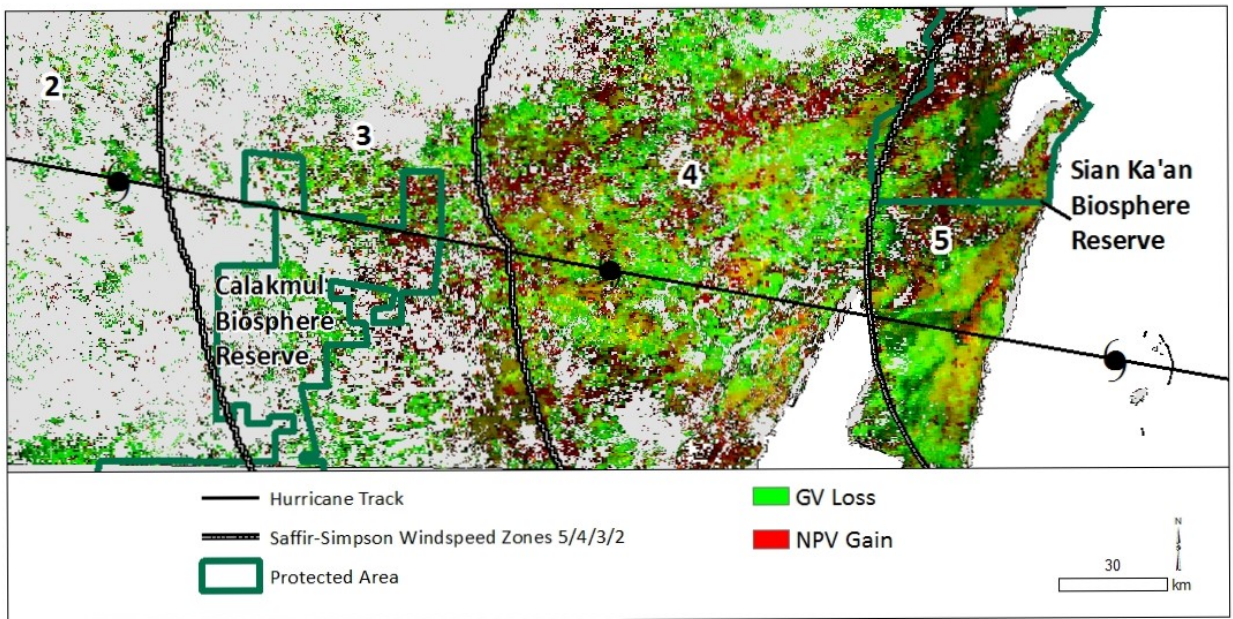 2
3
4
5
Sian Ka'an
Biosphere
Reserve
Calakmul
Biosphere
Reserve
Hurricane Track
Saffir-Simpson Windspeed Zones 5/4/3/2
Protected Area
GV Loss
NPV Gain
N
30
km